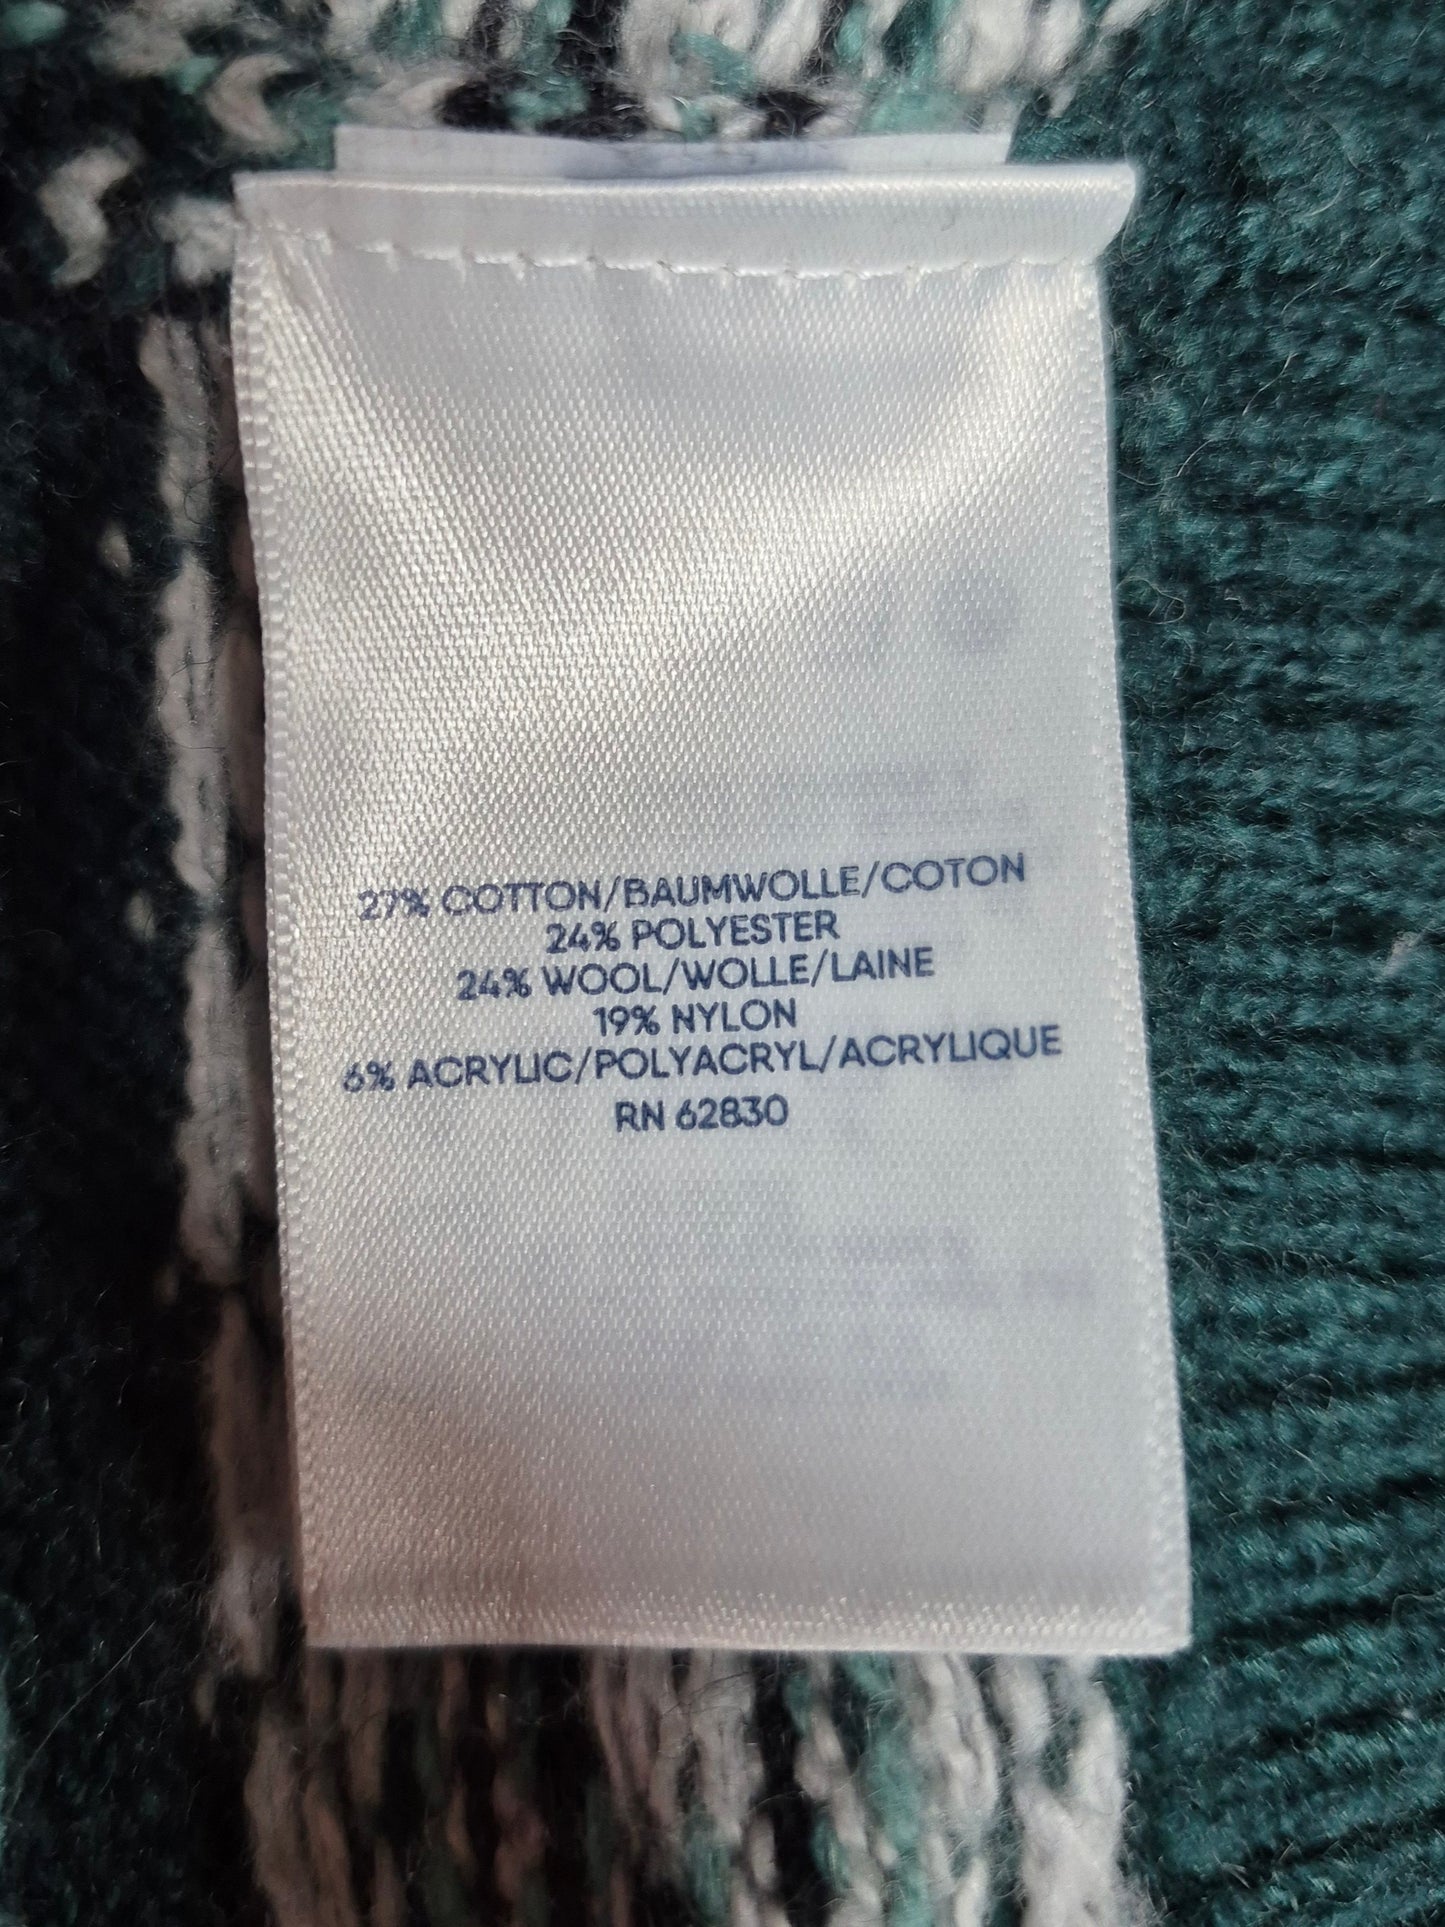 27% COTTON/BAUMWOLLE/COTON
24% POLYESTER
24% WOOL/WOLLE/LAINE
19% NYLON
6% ACRYLIC/POLYACRYL/ACRYLIQUE
RN 62830